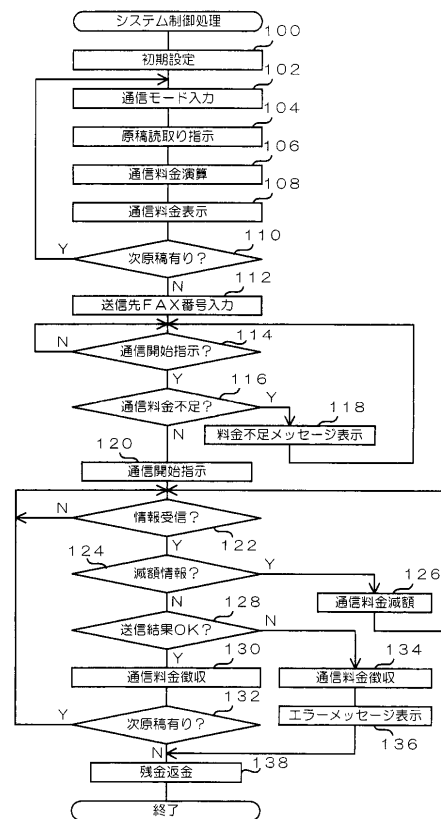 システム制御処理
100
初期設定
102
通信モード入力
104
原稿読取り指示
106
通信料金演算
108
通信料金表示
110
Y
次原稿有り?
N
112
送信先FAX番号入力
N
114
通信開始指示?
Y
116
通信料金不足?
Y
118
N
料金不足メッセージ表示
120
通信開始指示
N
情報受信?
122
124
Y
減額情報?
Y
126
N
通信料金減額
128
送信結果OK?
N
Y
130
134
通信料金徴収
通信料金徴収
132
Y
次原稿有り?
エラーメッセージ表示
136
N
残金返金
138
終了